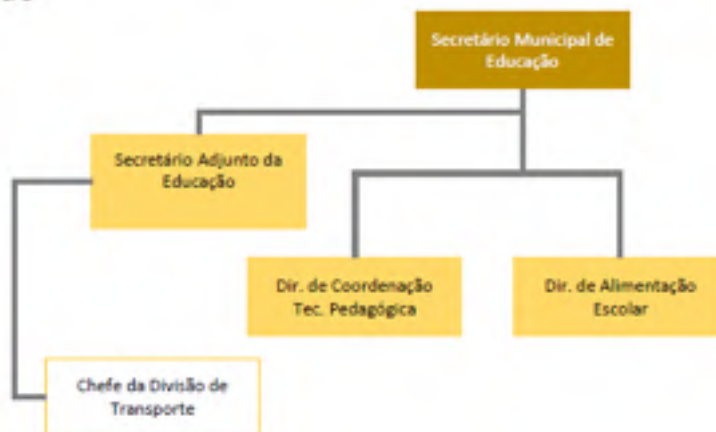 Secretário Municipal de
Educação
Secretário Adjunto da
Educação
Dir. de Coordenação
Tec. Pedagógica
Dir. de Alimentação
Escolar
Chefe da Divisão de
Transporte